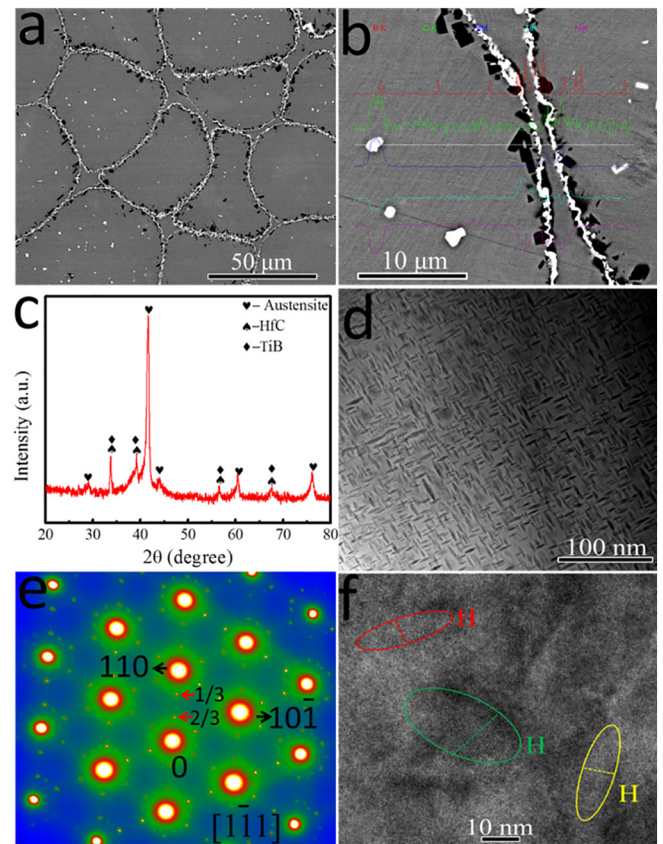 a
50 μm
b
B K
10 μm
c
♥– Austensite
♠–HfC
♦–TiB
Intensity (a.u.)
20 30 40 50 60 70 80
2θ (degree)
d
100 nm
e
110
1/3
2/3
101̄
0
[1̄11]
f
H
H
H
10 nm